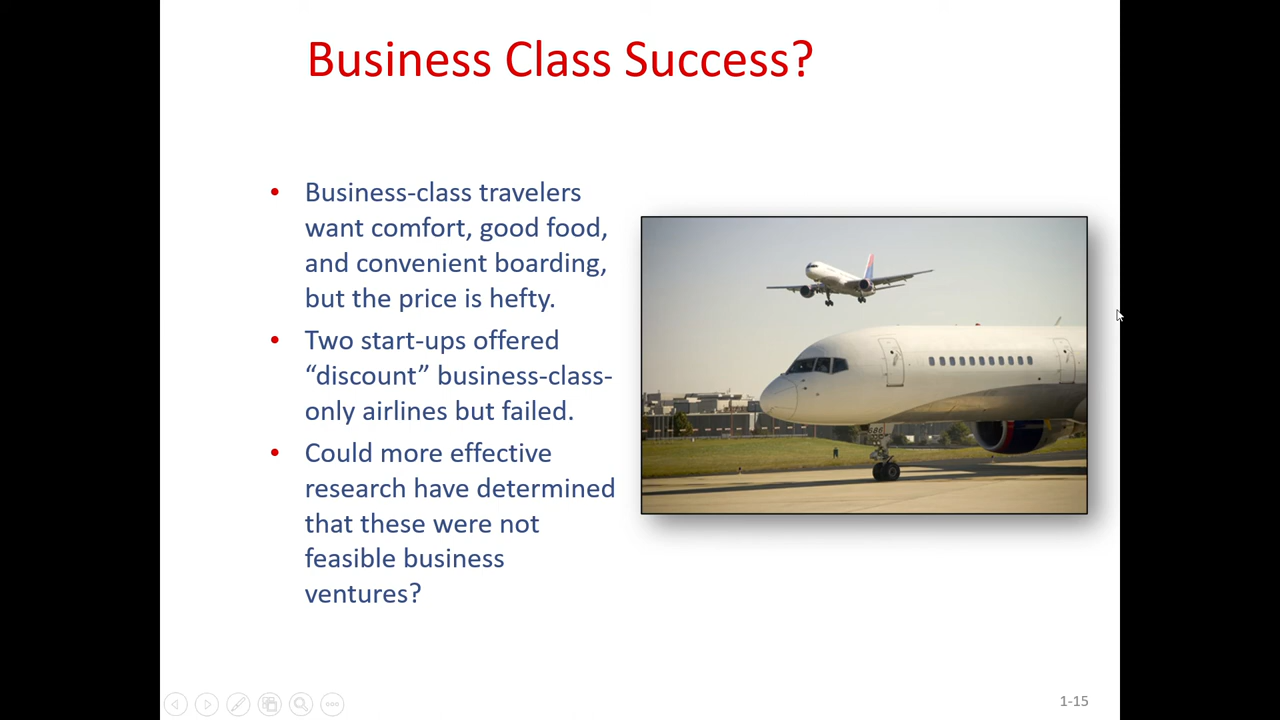 Business Class Success?
• Business-class travelers
want comfort, good food,
and convenient boarding,
but the price is hefty.
• Two start-ups offered
“discount” business-class-
only airlines but failed.
• Could more effective
research have determined
that these were not
feasible business
ventures?
1-15